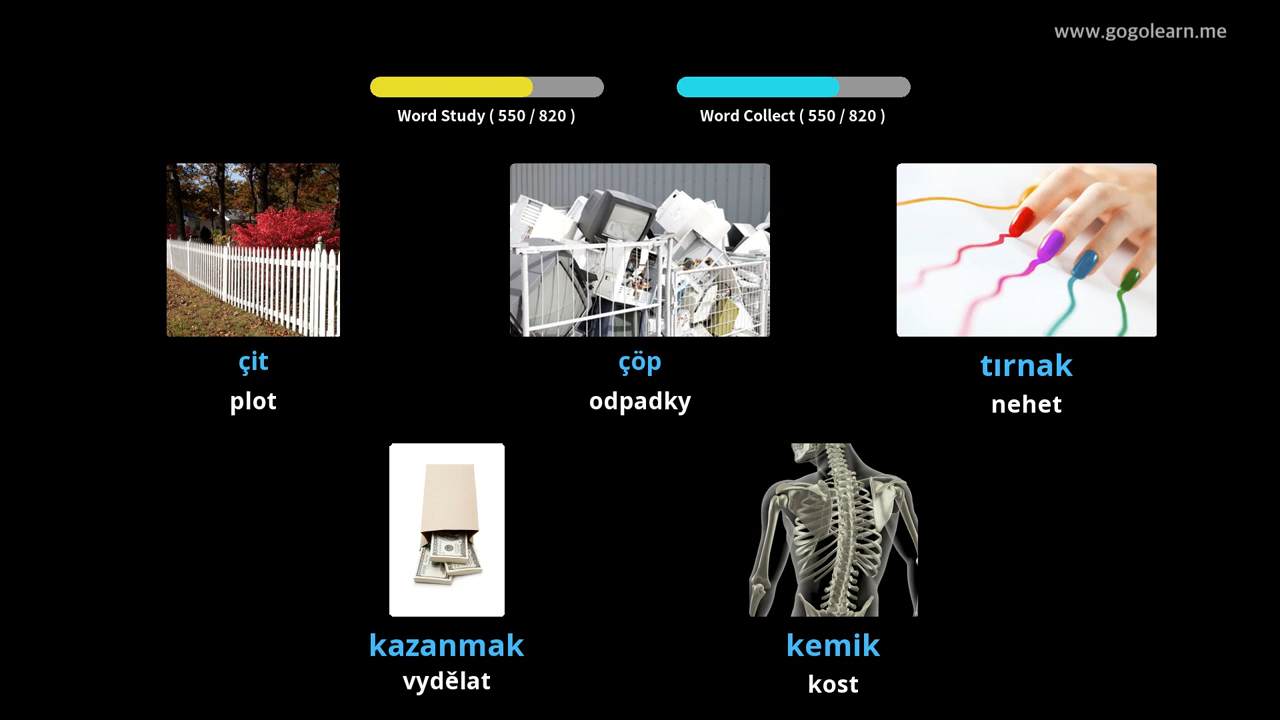 www.gogolearn.me
Word Study ( 550 / 820 )
Word Collect ( 550 / 820 )
çit
plot
çöp
odpadky
tırnak
nehet
kazanmak
vydělat
kemik
kost